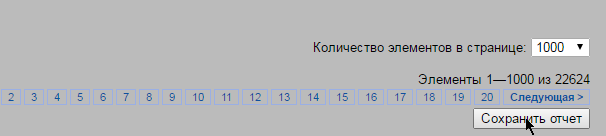 Количество элементов в странице: 1000
Элементы 1—1000 из 22624
2 3 4 5 6 7 8 9 10 11 12 13 14 15 16 17 18 19 20 Следующая >
Сохранить отчет